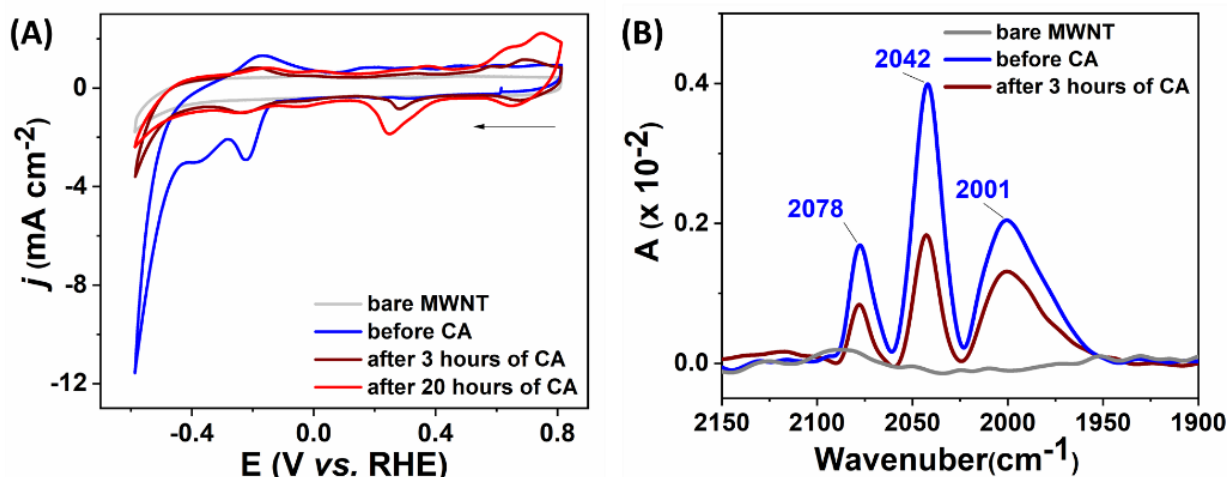 (A)
0
-4
-8
-12
j (mA cm-2)
bare MWNT
before CA
after 3 hours of CA
after 20 hours of CA
-0.4
0.0
0.4
0.8
E (V vs. RHE)
(B)
bare MWNT
before CA
after 3 hours of CA
2042
2078
2001
0.4
0.2
0.0
A (x 10-2)
2150
2100
2050
2000
1950
1900
Wavenuber(cm-1)